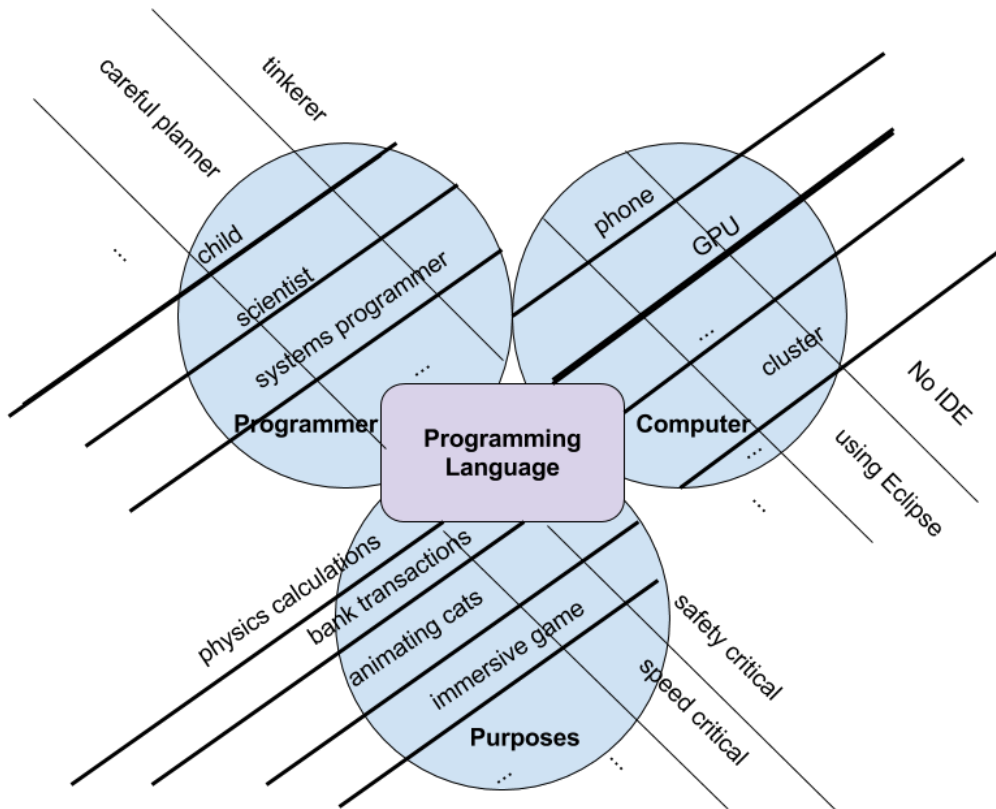 tinkerer
careful planner
...
child
scientist
systems programmer
...
Programmer
phone
GPU
...
cluster
Computer
...
No IDE
using Eclipse
...
Programming
Language
physics calculations
bank transactions
animating cats
immersive game
safety critical
speed critical
Purposes
...
...